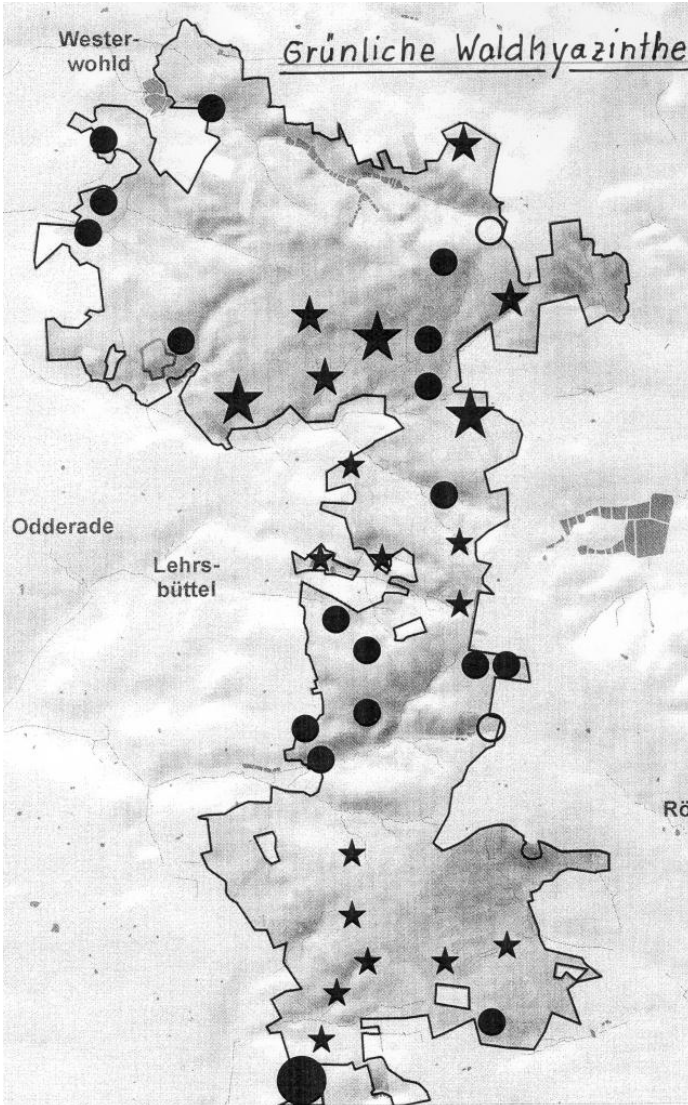 Wester-
wohld
Grünliche Waldhyazinthe
Odderade
Lehrs-
büttel
Rö